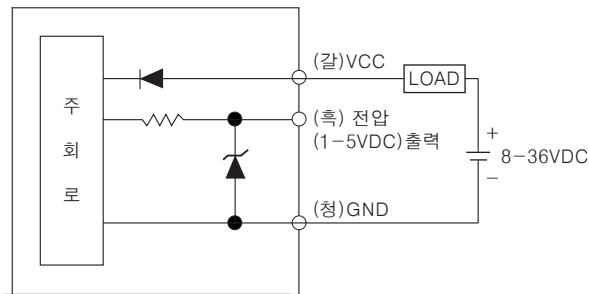 주
회
로
(갈)VCC
LOAD
(흑) 전압
(1-5VDC)출력
+
8-36VDC
-
(청)GND